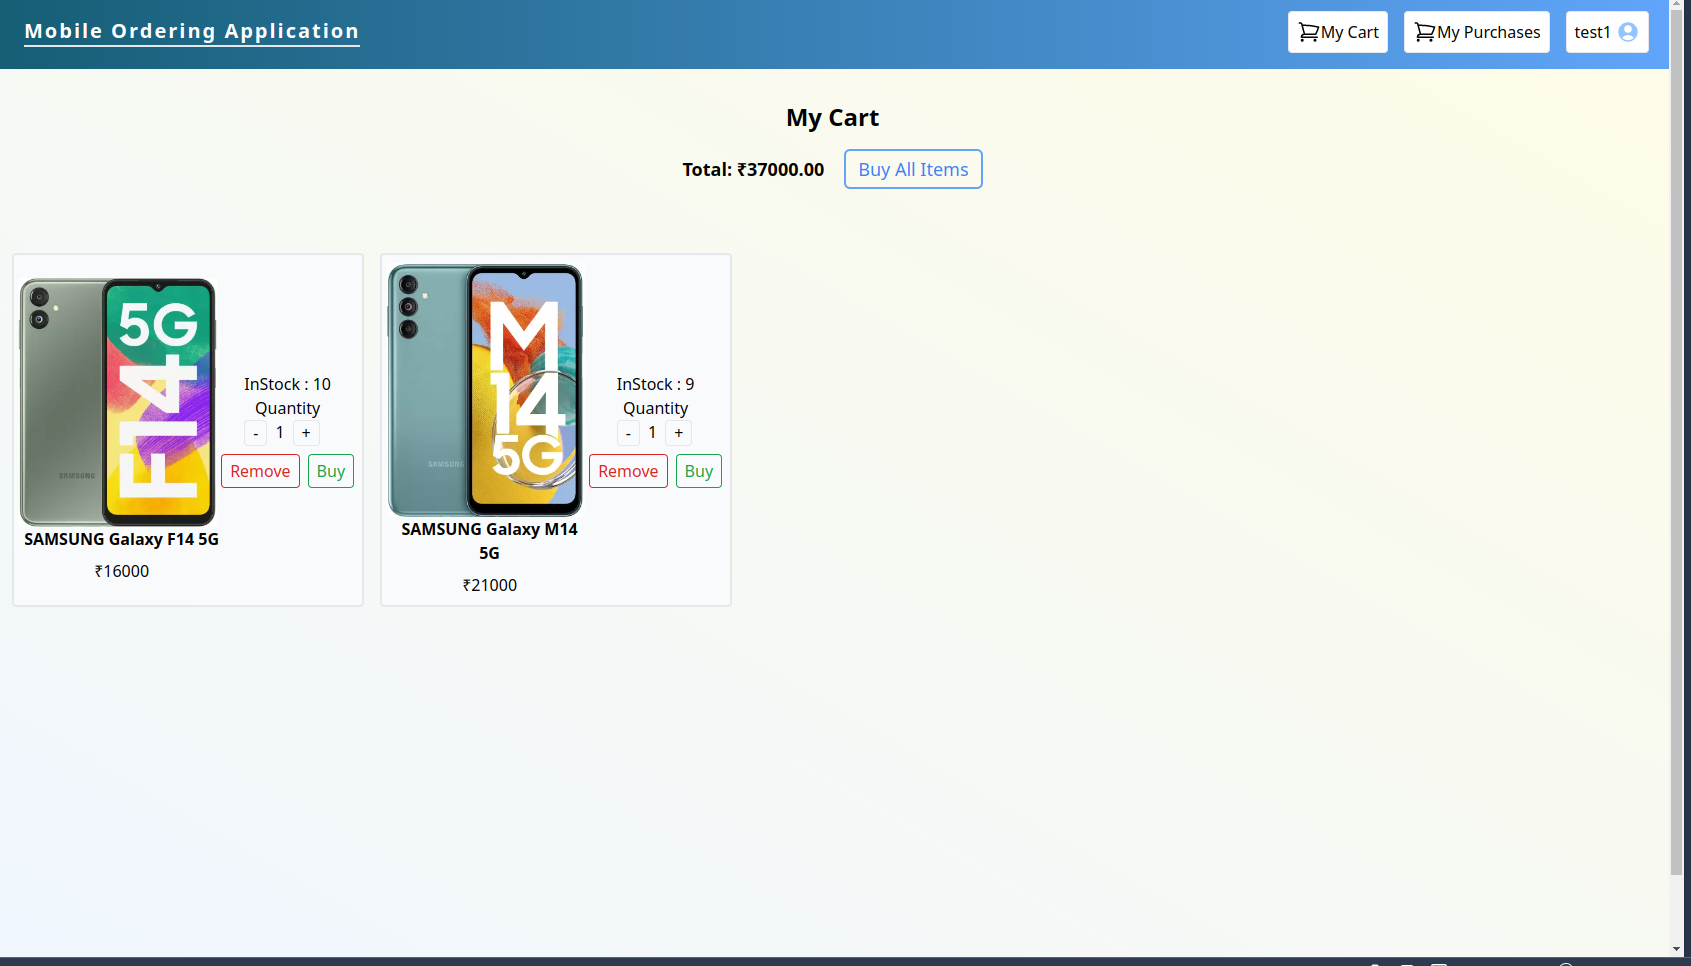 Mobile Ordering Application
My Cart
My Purchases
test1
My Cart
Total: ₹37000.00
Buy All Items
5G
F14
SAMSUNG
InStock : 10
Quantity
- 1 +
Remove
Buy
SAMSUNG Galaxy F14 5G
₹16000
M
14
5G
SAMSUNG
InStock : 9
Quantity
- 1 +
Remove
Buy
SAMSUNG Galaxy M14
5G
₹21000